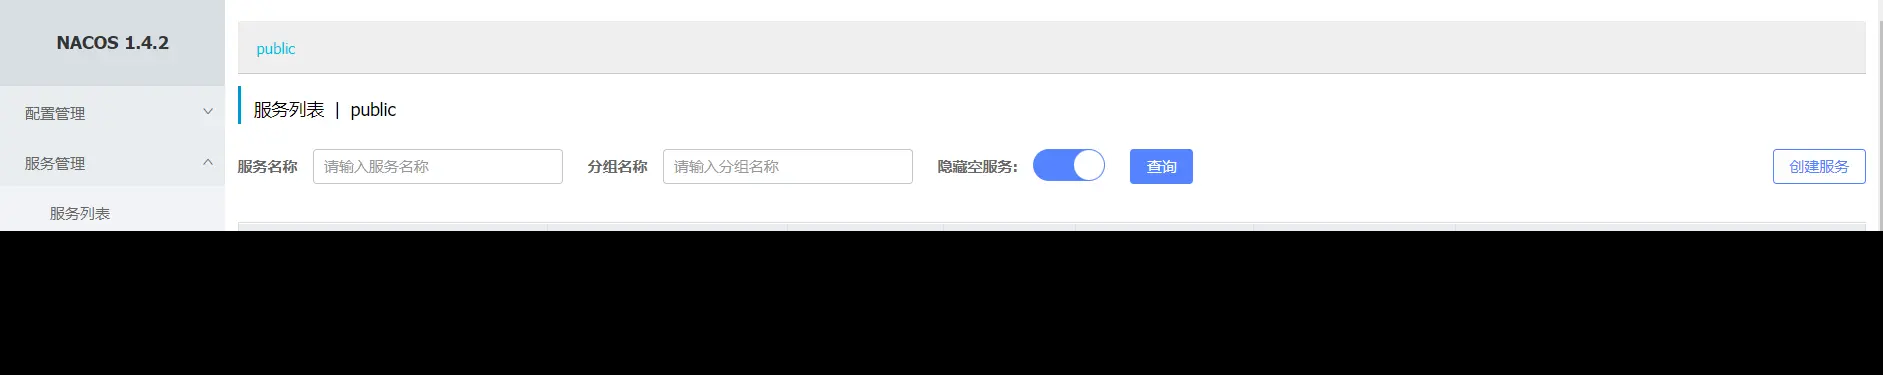 NACOS 1.4.2
配置管理
服务管理
服务列表
public
服务列表 | public
服务名称 请输入服务名称 分组名称 请输入分组名称 隐藏空服务: 查询 创建服务